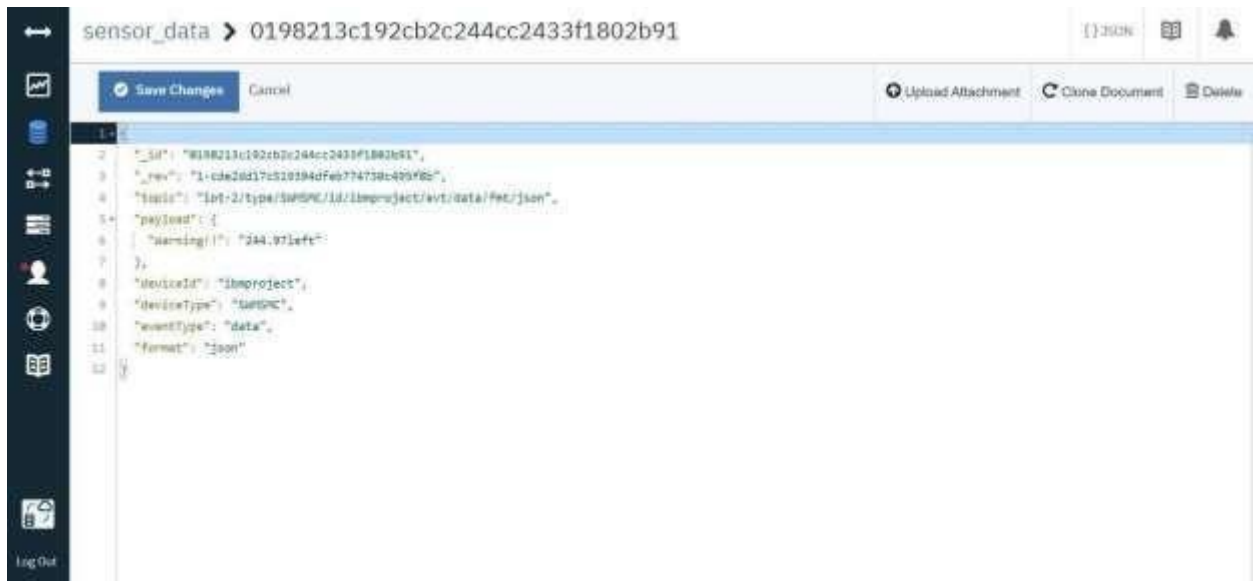 sensor_data > 0198213c192cb2c244cc2433f1802b91
{}JSON
Save Changes Cancel Upload Attachment Clone Document Delete
1 {
2 "_id": "0198213c192cb2c244cc2433f1802b91",
3 "_rev":
4 "topic": "iot-2/type/SWMSMC/id/ibmproject/evt/data/fmt/json",
5 "payload": {
6 "Warning!!": "244.97left"
7 },
8 "deviceId": "ibmproject",
9 "deviceType": "SWMSMC",
10 "eventType": "data",
11 "format": "json"
12 }
Log Out